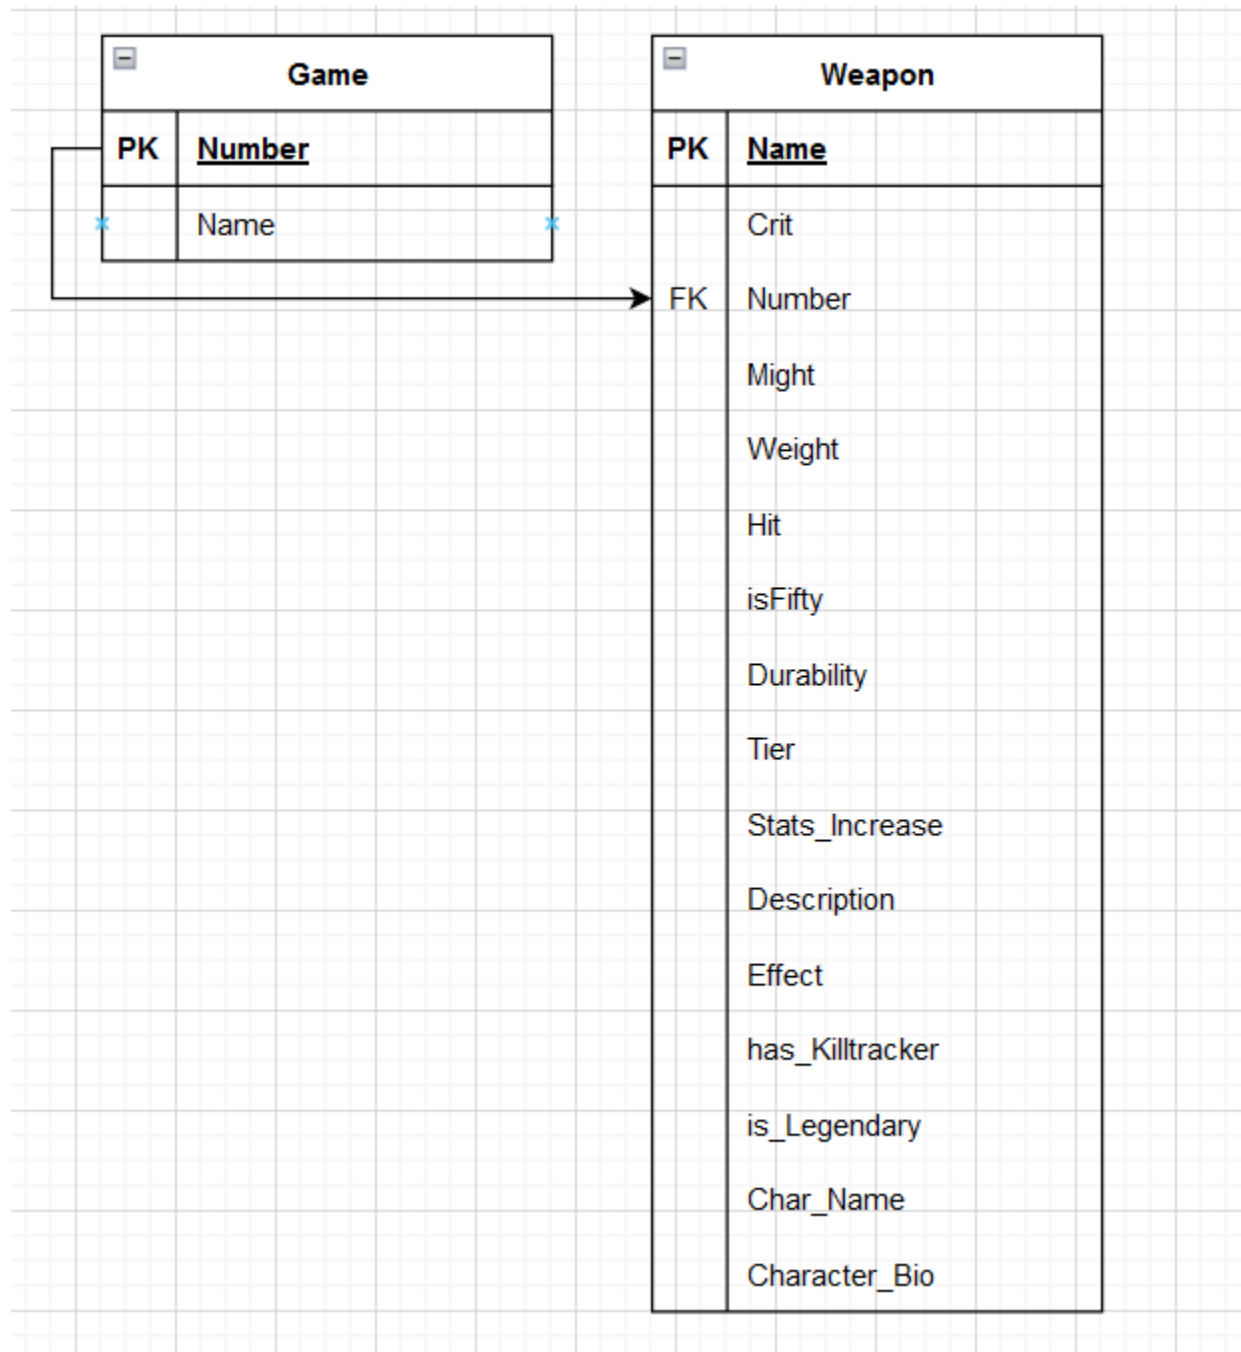 Game
PK Number
Name
Weapon
PK Name
Crit
FK Number
Might
Weight
Hit
isFifty
Durability
Tier
Stats_Increase
Description
Effect
has_Killtracker
is_Legendary
Char_Name
Character_Bio